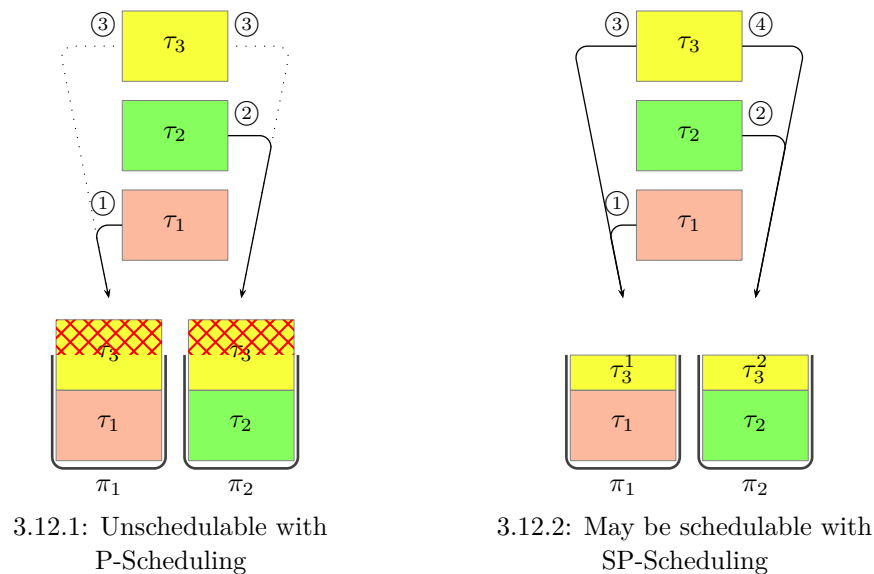 ③ τ3 ③
② 
τ2
① 
τ1
τ3 τ3
τ1 τ2
π1 π2
3.12.1: Unschedulable with
P-Scheduling
③ τ3 ④
τ2 ②
① τ1
τ_3^1 τ_3^2
τ1 τ2
π1 π2
3.12.2: May be schedulable with
SP-Scheduling